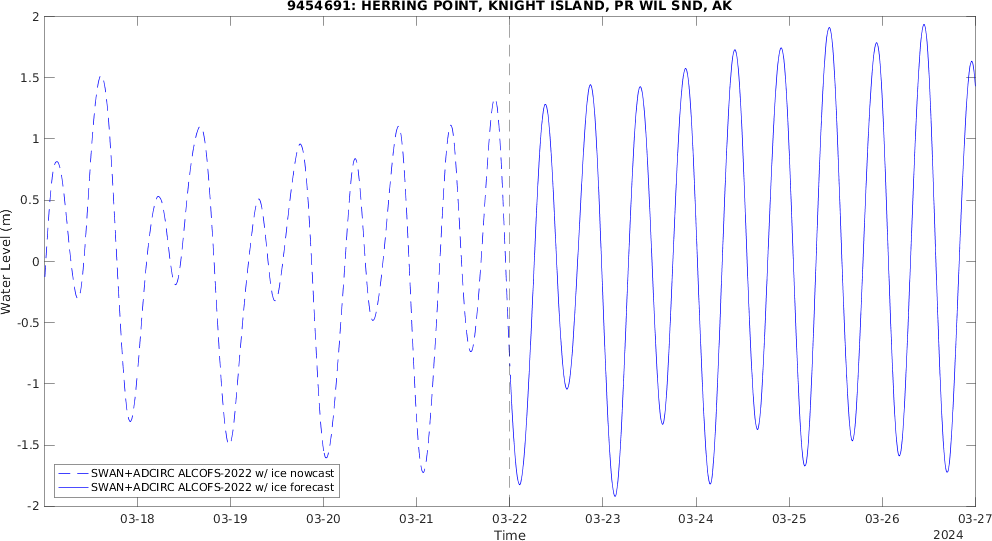 9454691: HERRING POINT, KNIGHT ISLAND, PR WIL SND, AK
2
1.5
1
0.5
0
-0.5
-1
-1.5
-2
Water Level (m)
SWAN+ADCIRC ALCOFS-2022 w/ ice nowcast
SWAN+ADCIRC ALCOFS-2022 w/ ice forecast
03-18 03-19 03-20 03-21 03-22 03-23 03-24 03-25 03-26 03-27
Time
2024